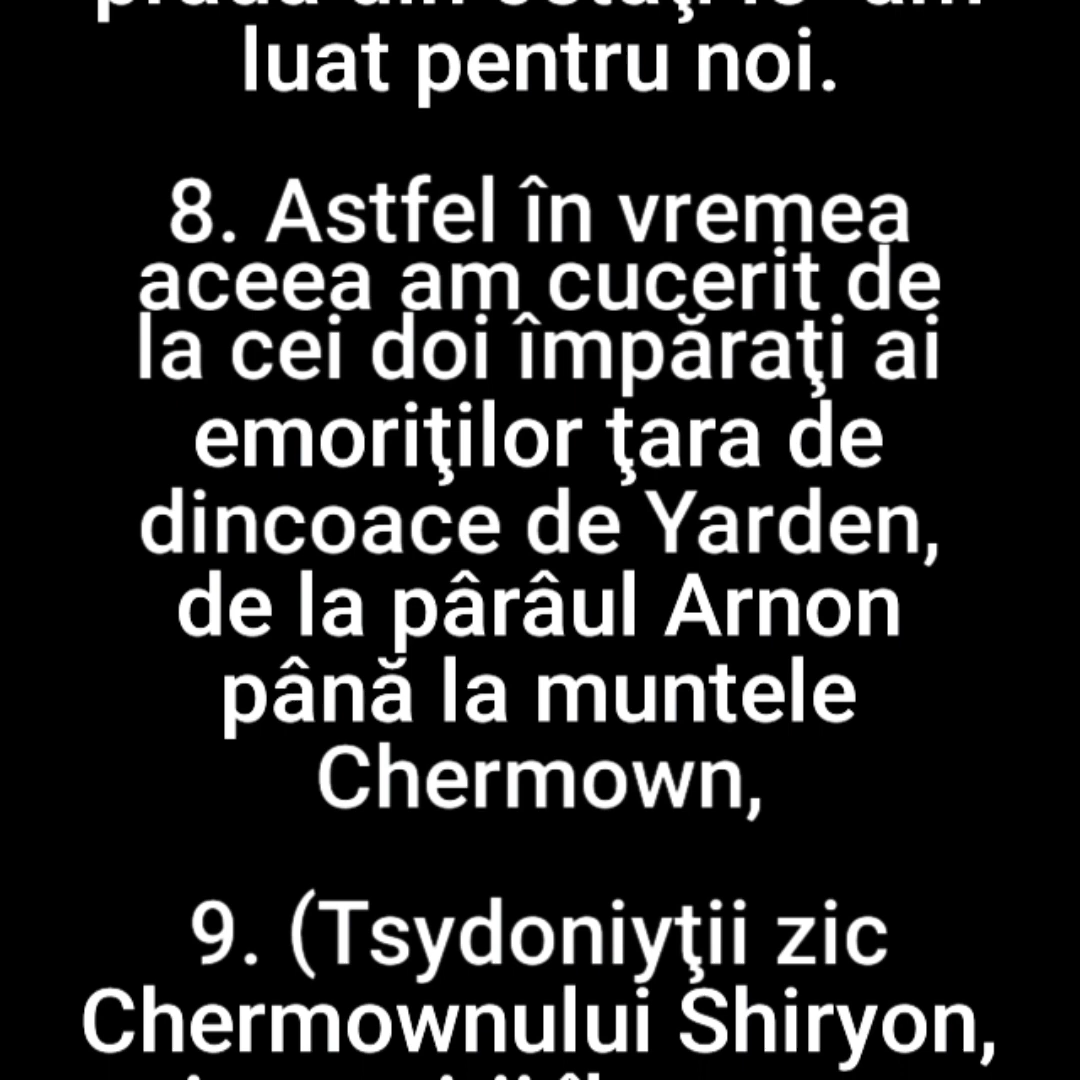 luat pentru noi.
8. Astfel în vremea
aceea am cucerit de
la cei doi împăraţi ai
emoriţilor ţara de
dincoace de Yarden,
de la pârâul Arnon
până la muntele
Chermown,
9. (Tsydoniyţii zic
Chermownului Shiryon,